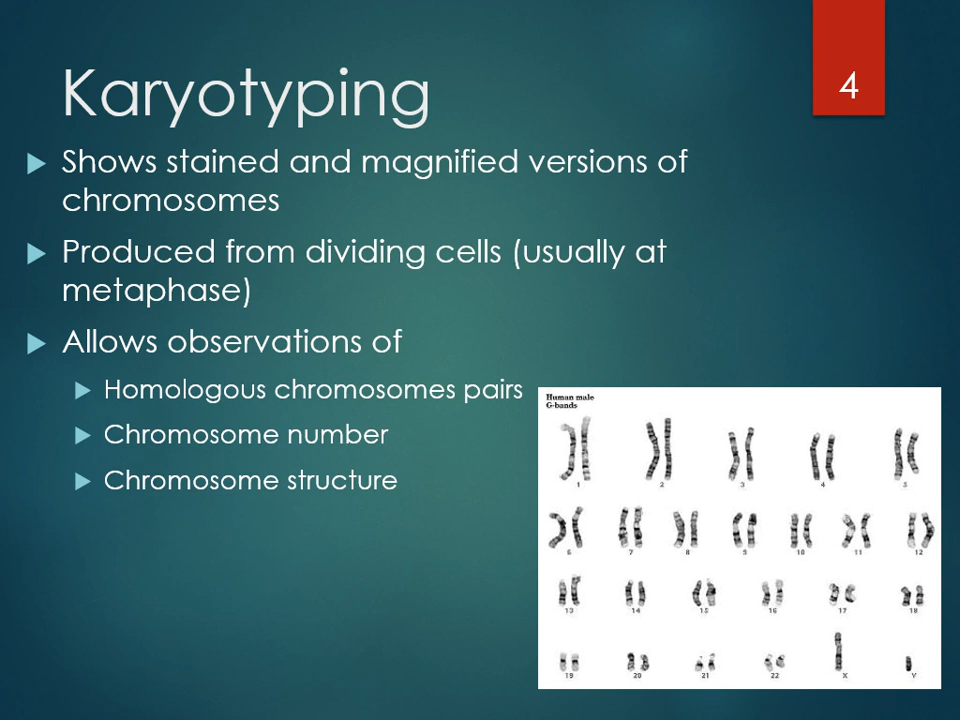 Karyotyping
4
Shows stained and magnified versions of
chromosomes
Produced from dividing cells (usually at
metaphase)
Allows observations of
Homologous chromosomes pairs
Chromosome number
Chromosome structure
Human male
G-bands
1 2 3 4 5
6 7 8 9 10 11 12
13 14 15 16 17 18
19 20 21 22 X Y